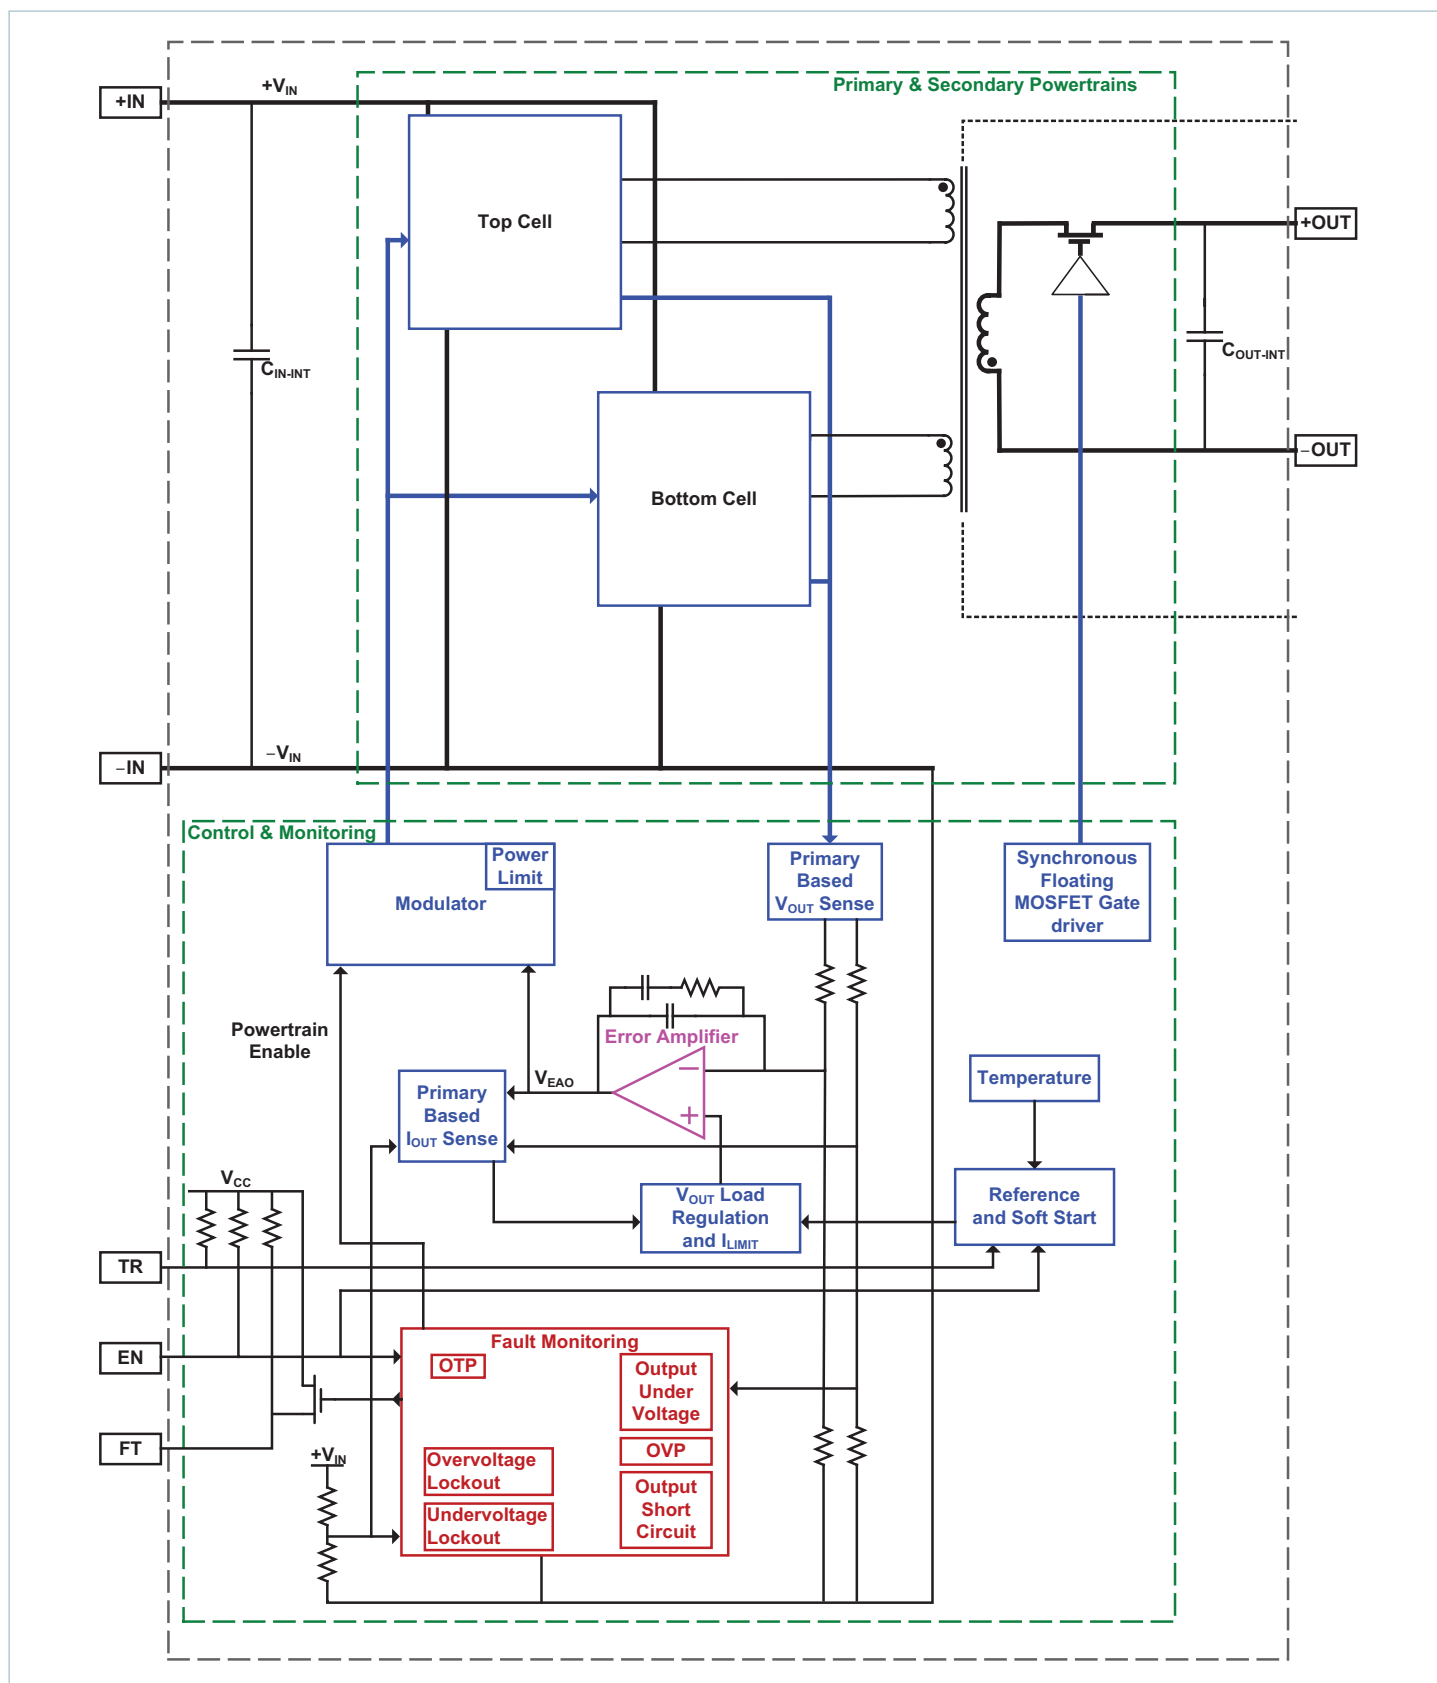 Primary & Secondary Powertrains
+IN
+VIN
Top Cell
+OUT
CIN-INT
COUT-INT
−OUT
Bottom Cell
−VIN
−IN
Control & Monitoring
Power
Limit
Modulator
Primary
Based
VOUT Sense
Synchronous
Floating
MOSFET Gate
driver
Powertrain
Enable
Error Amplifier
VEAO
−
+
Primary
Based
IOUT Sense
Temperature
VCC
VOUT Load
Regulation
and ILIMIT
Reference
and Soft Start
TR
EN
FT
Fault Monitoring
OTP
Output
Under
Voltage
OVP
+VIN
Overvoltage
Lockout
Undervoltage
Lockout
Output
Short
Circuit